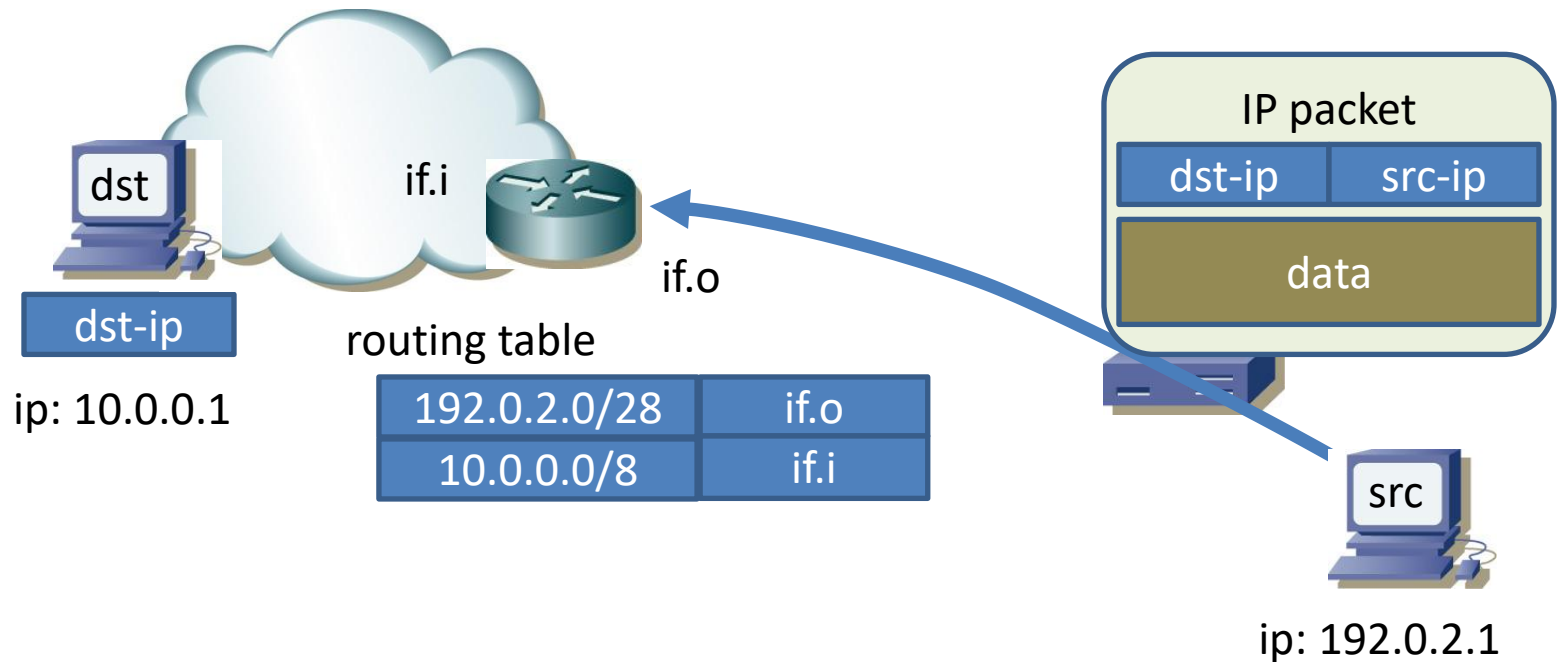 IP packet
dst-ip src-ip
data
dst
if.i
if.o
dst-ip
ip: 10.0.0.1
routing table
192.0.2.0/28 if.o
10.0.0.0/8 if.i
src
ip: 192.0.2.1